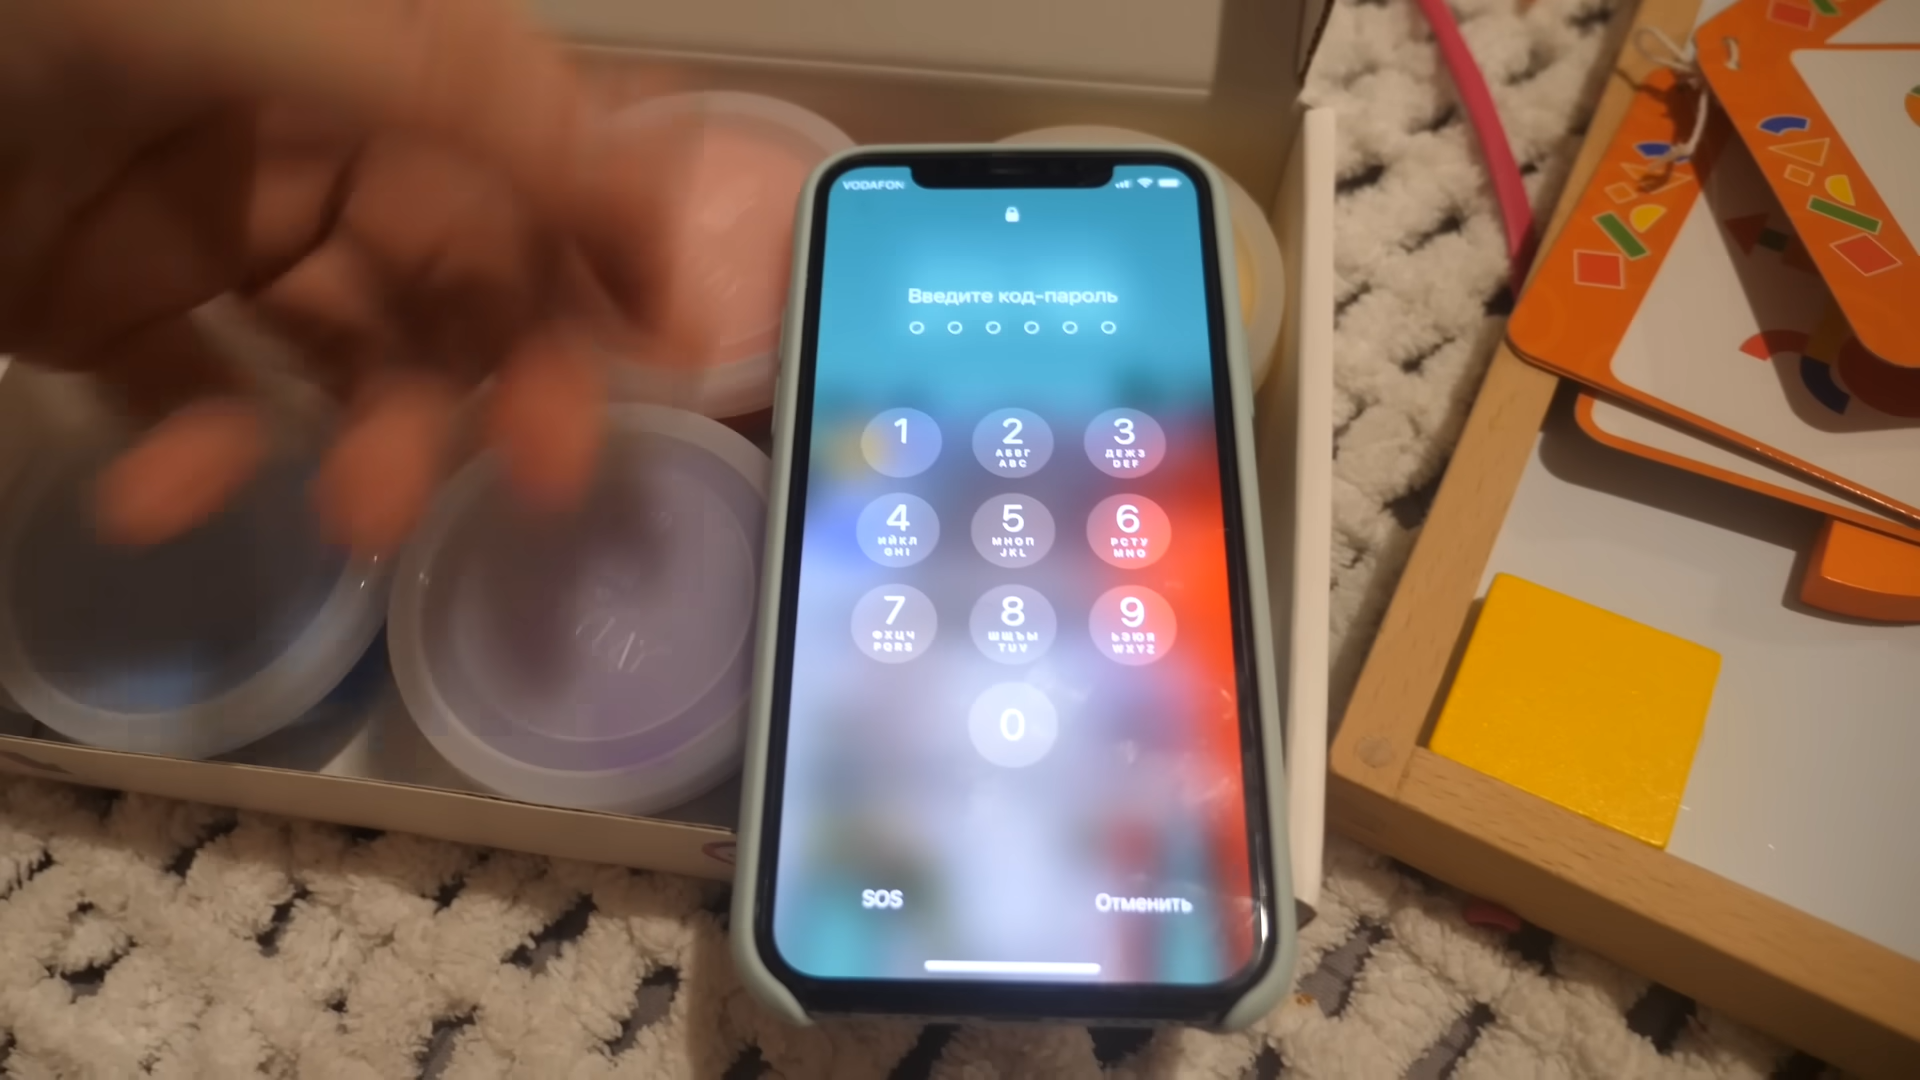 VODAFON
Введите код-пароль
1
2
АБВГ
ABC
3
ДЕЖЗ
DEF
4
ИЙКЛ
GHI
5
МНОП
JKL
6
РСТУ
MNO
7
ФХЦЧ
PQRS
8
ШЩЪЫ
TUV
9
ЬЭЮЯ
WXYZ
0
SOS
Отменить